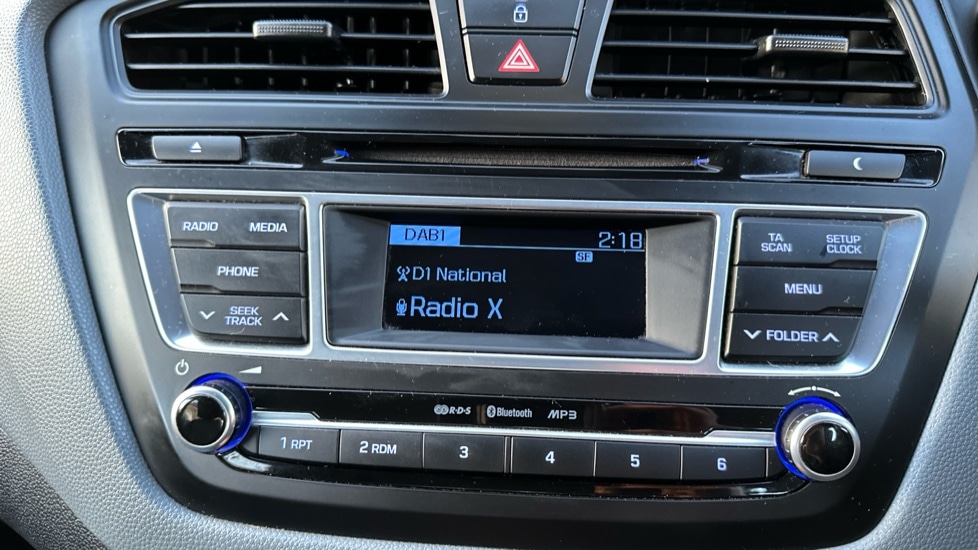 RADIO MEDIA
PHONE
SEEK
TRACK
DAB1 2:18
SF
D1 National
Radio X
TA SCAN SETUP CLOCK
MENU
FOLDER
R·D·S Bluetooth MP3
1 RPT 2 RDM 3 4 5 6